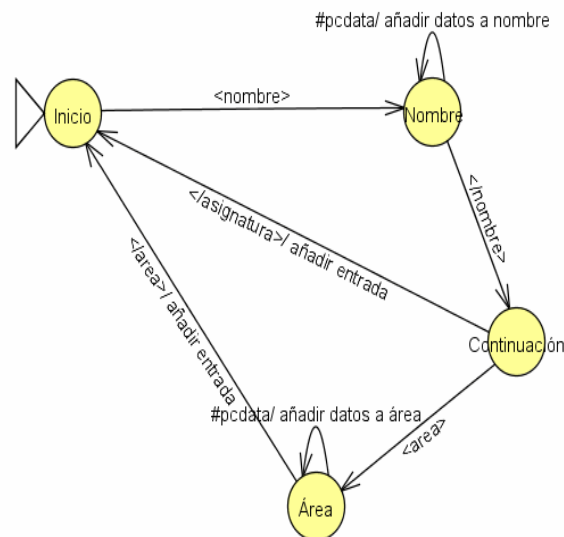 #pcdata/ añadir datos a nombre
<nombre>
Inicio
Nombre
</nombre>
</asignatura>/ añadir entrada
</area>/ añadir entrada
Continuación
#pcdata/ añadir datos a área
<area>
Área